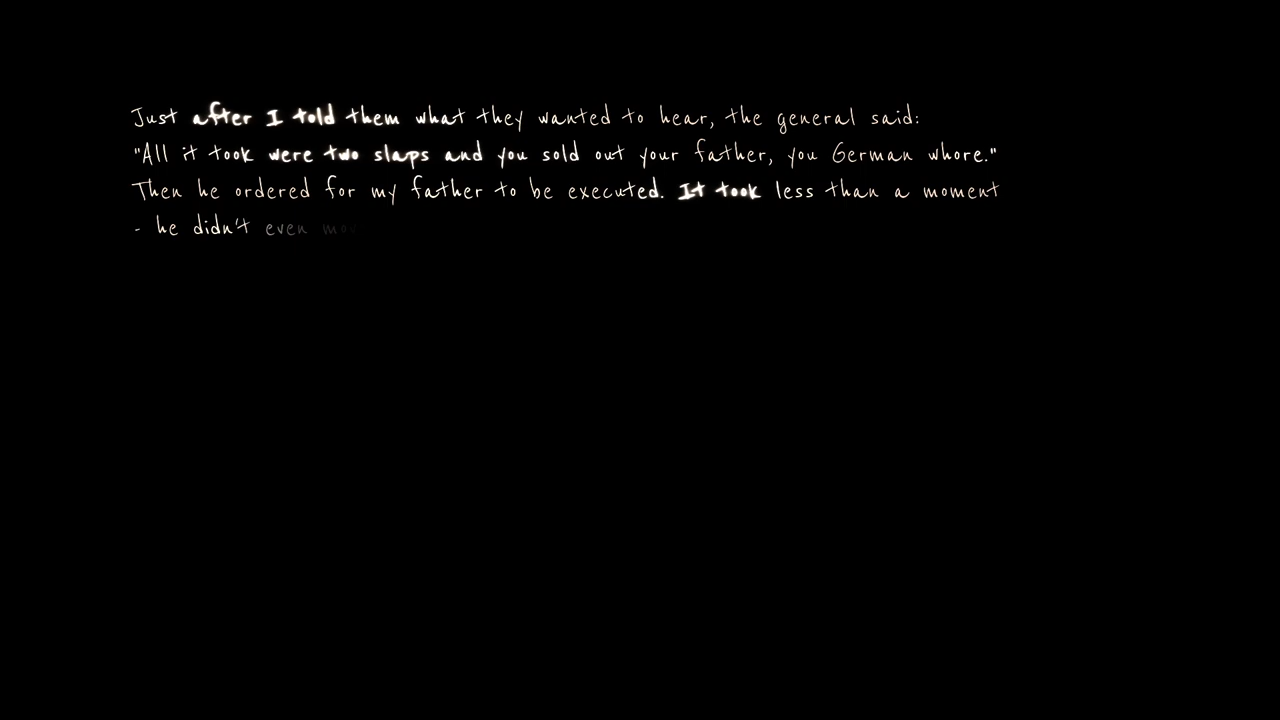 Just after I told them what they wanted to hear, the general said:
"All it took were two slaps and you sold out your father, you German whore."
Then he ordered for my father to be executed. It took less than a moment
- he didn't even